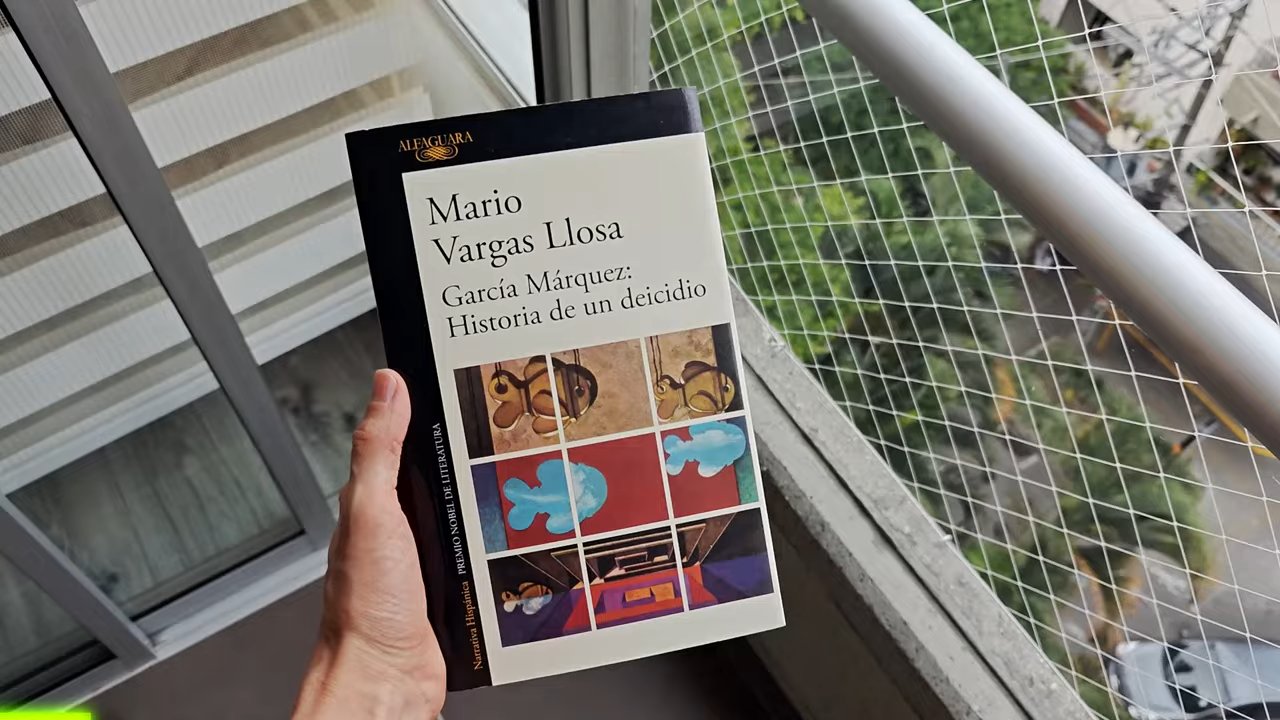 ALFAGUARA
Mario
Vargas Llosa
García Márquez:
Historia de un deicidio
Narrativa Hispánica PREMIO NOBEL DE LITERATURA